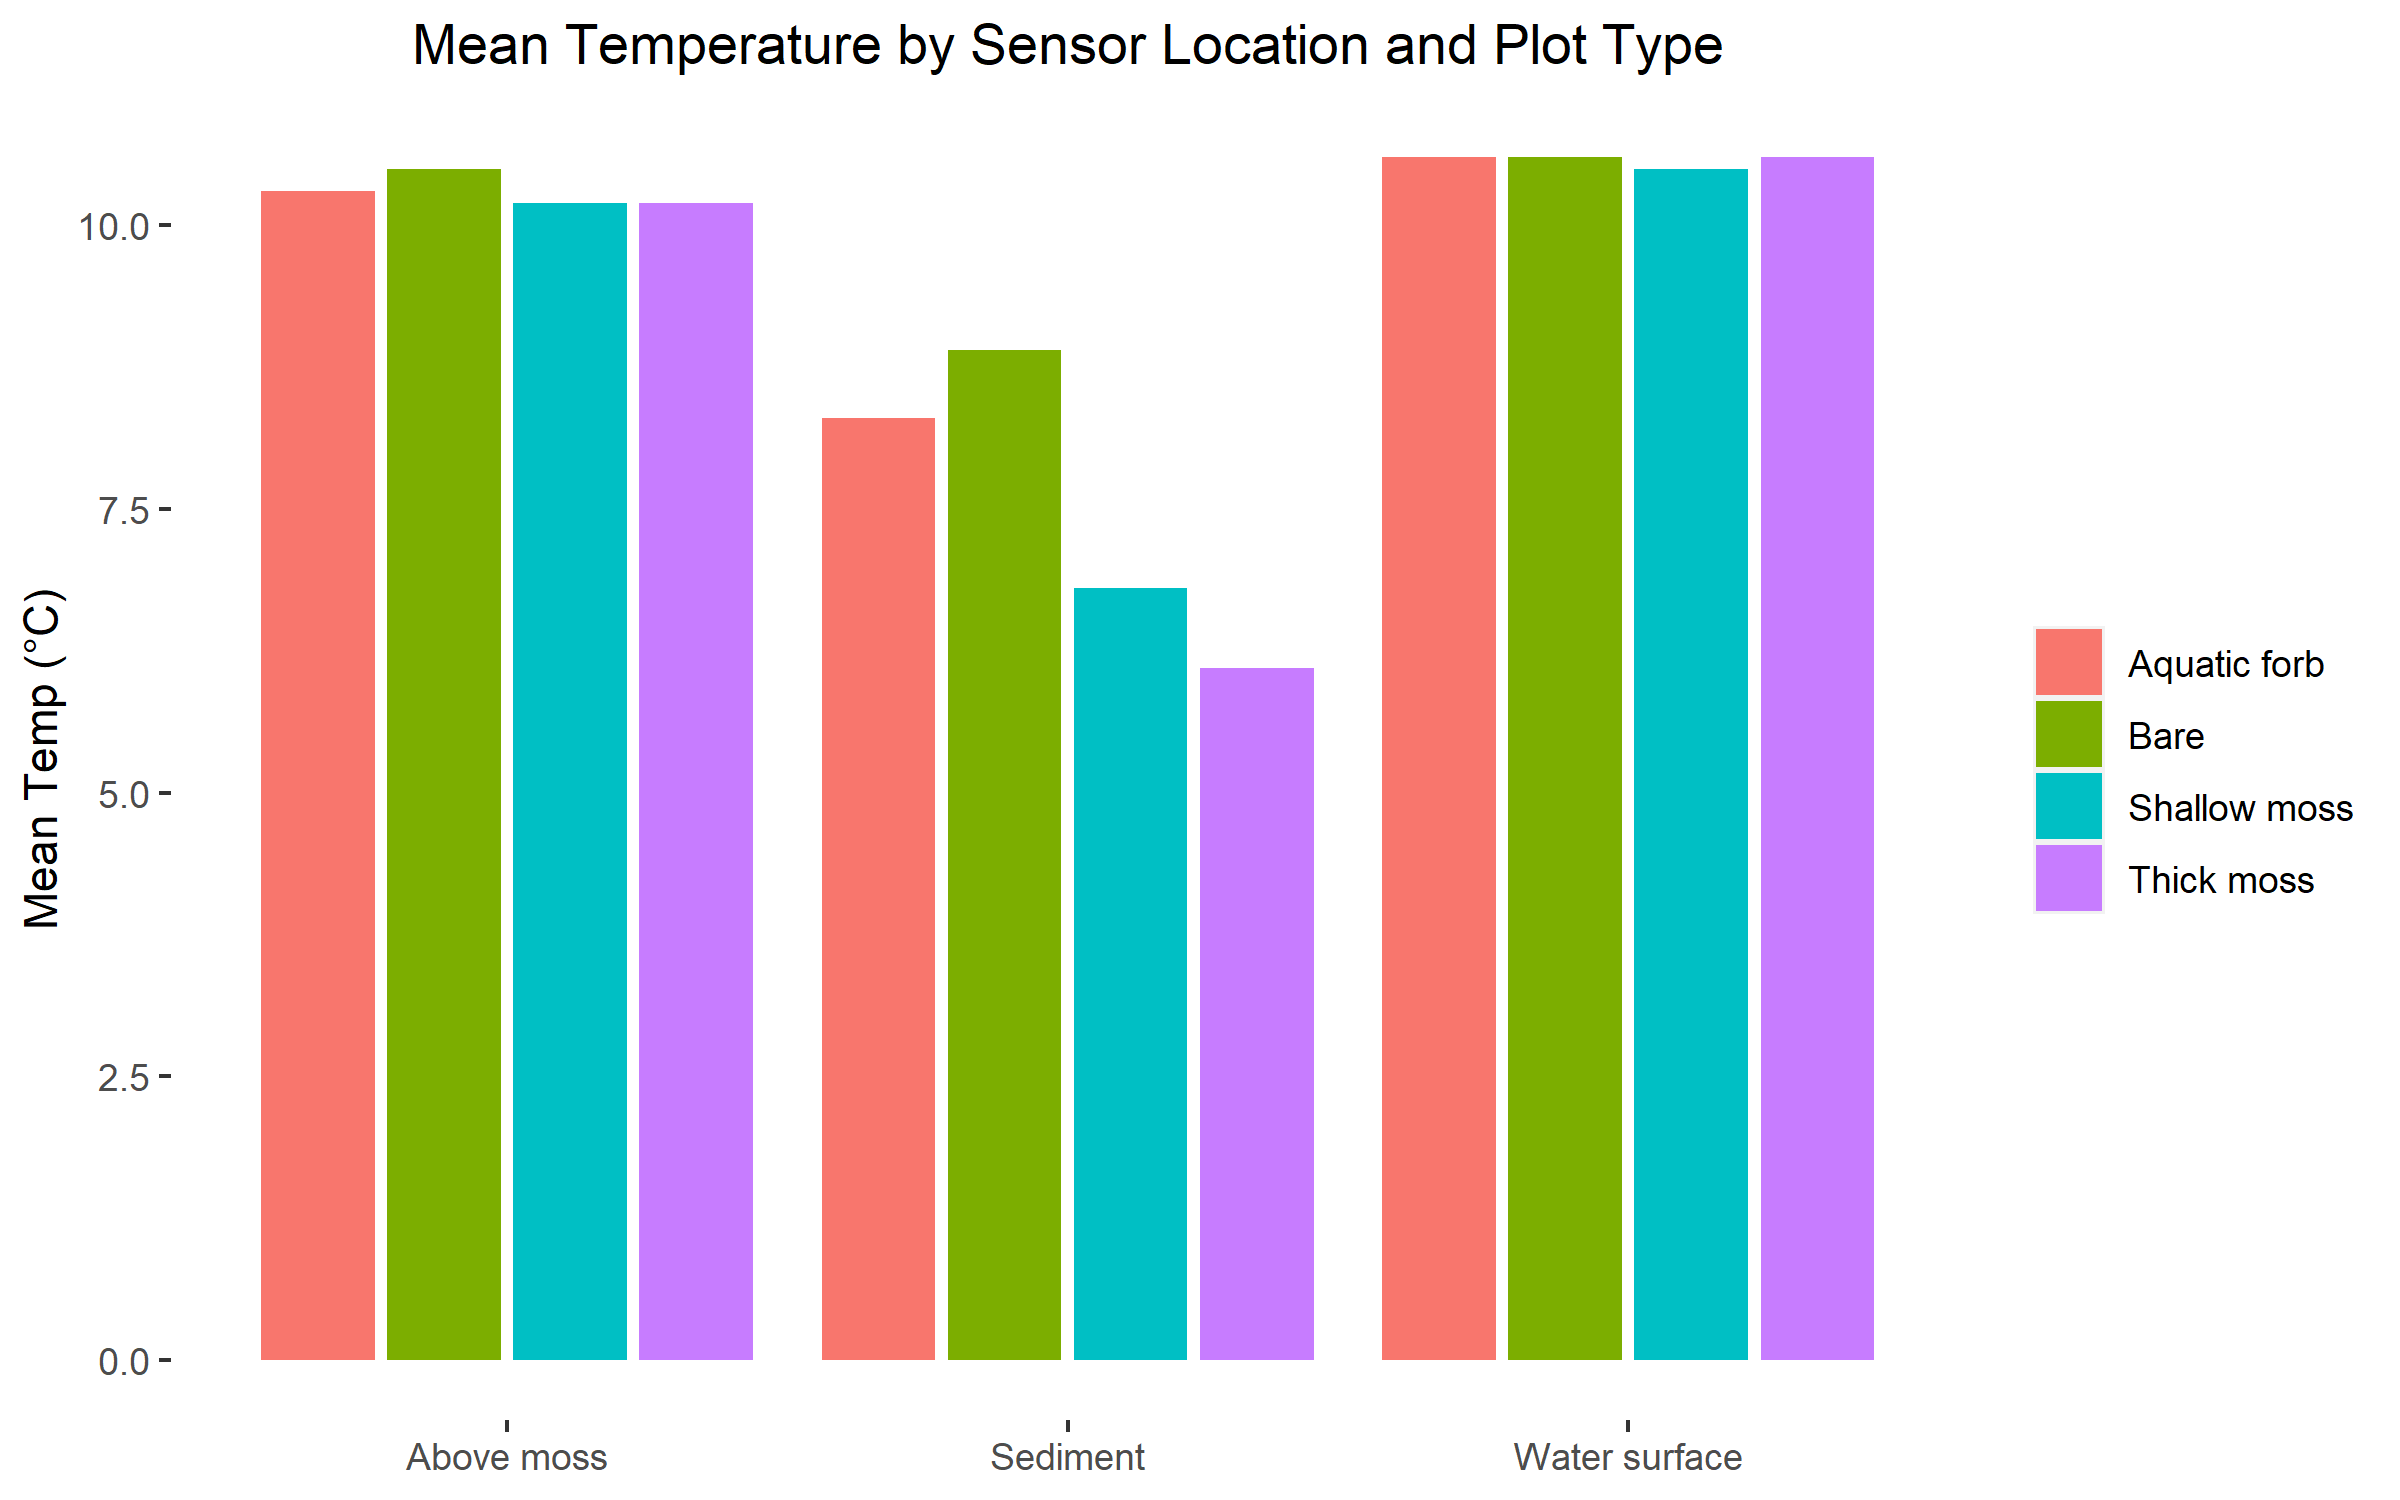 Mean Temperature by Sensor Location and Plot Type
Mean Temp (°C)
10.0
7.5
5.0
2.5
0.0
Above moss
Sediment
Water surface
Aquatic forb
Bare
Shallow moss
Thick moss